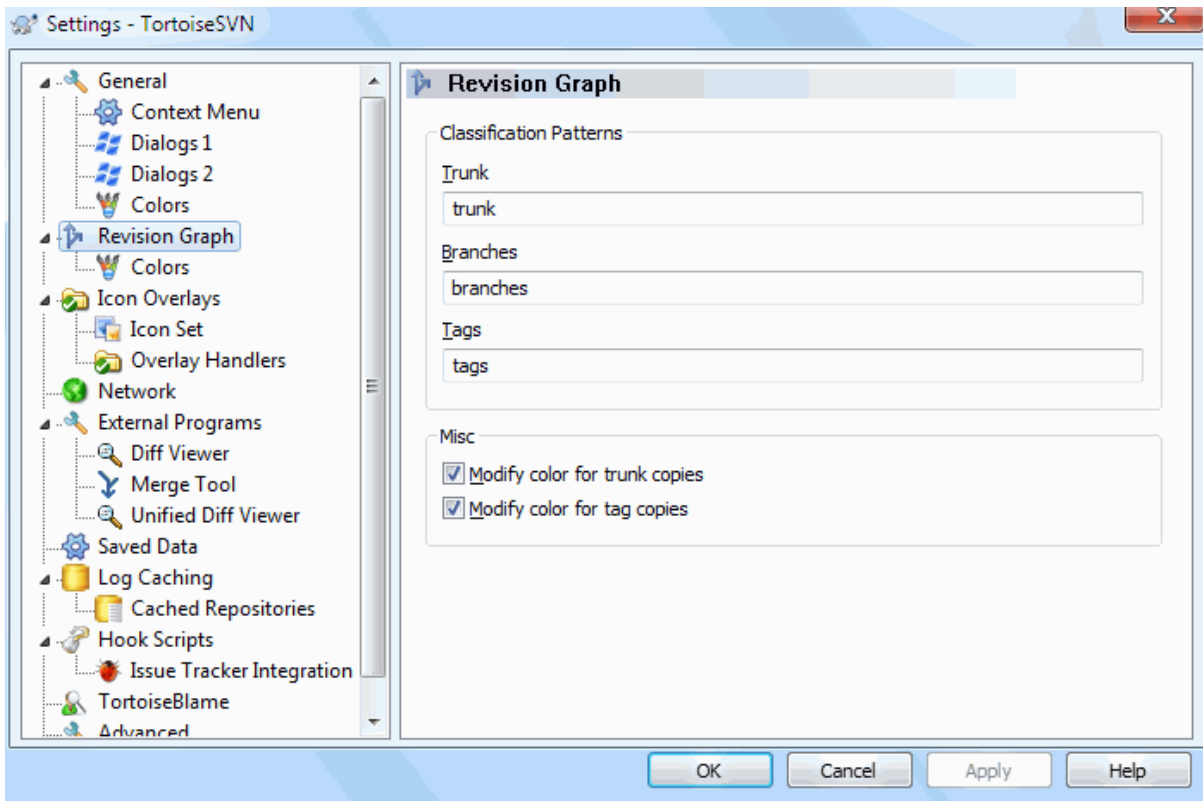 Settings - TortoiseSVN
General
Context Menu
Dialogs 1
Dialogs 2
Colors
Revision Graph
Colors
Icon Overlays
Icon Set
Overlay Handlers
Network
External Programs
Diff Viewer
Merge Tool
Unified Diff Viewer
Saved Data
Log Caching
Cached Repositories
Hook Scripts
Issue Tracker Integration
TortoiseBlame
Advanced
Revision Graph
Classification Patterns
Trunk
trunk
Branches
branches
Tags
tags
Misc
Modify color for trunk copies
Modify color for tag copies
OK
Cancel
Apply
Help